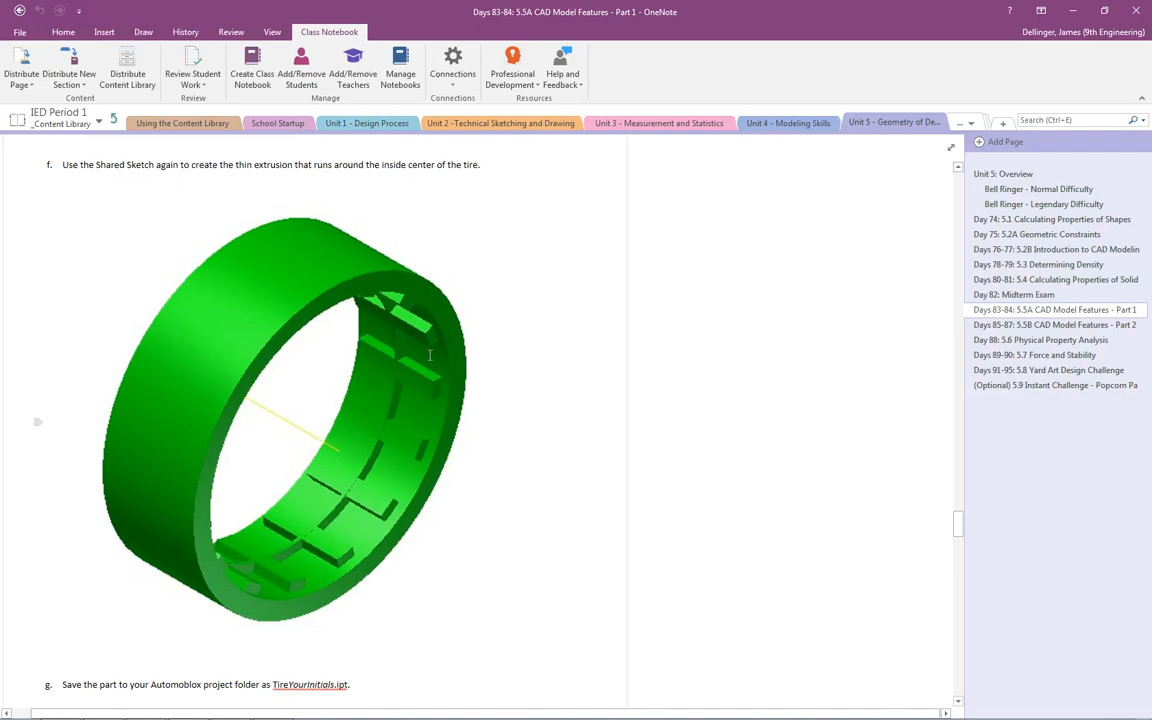 Days 83-84: 5.5A CAD Model Features - Part 1 - OneNote
?
Dellinger, James (9th Engineering)
File Home Insert Draw History Review View Class Notebook
Distribute Page
Distribute New Section
Distribute Content Library
Review Student Work
Create Class Notebook
Add/Remove Students
Add/Remove Teachers
Manage Notebooks
Connections
Professional Development
Help and Feedback
Content Review Manage Connections Resources
IED Period 1
_Content Library
Using the Content Library
School Startup
Unit 1 - Design Process
Unit 2 -Technical Sketching and Drawing
Unit 3 - Measurement and Statistics
Unit 4 - Modeling Skills
Unit 5 - Geometry of De...
Search (Ctrl+E)
Add Page
f. Use the Shared Sketch again to create the thin extrusion that runs around the inside center of the tire.
g. Save the part to your Automoblox project folder as TireYourInitials.ipt.
Unit 5: Overview
Bell Ringer - Normal Difficulty
Bell Ringer - Legendary Difficulty
Day 74: 5.1 Calculating Properties of Shapes
Day 75: 5.2A Geometric Constraints
Days 76-77: 5.2B Introduction to CAD Modelin
Days 78-79: 5.3 Determining Density
Days 80-81: 5.4 Calculating Properties of Solid
Day 82: Midterm Exam
Days 83-84: 5.5A CAD Model Features - Part 1
Days 85-87: 5.5B CAD Model Features - Part 2
Day 88: 5.6 Physical Property Analysis
Days 89-90: 5.7 Force and Stability
Days 91-95: 5.8 Yard Art Design Challenge
(Optional) 5.9 Instant Challenge - Popcorn Pa